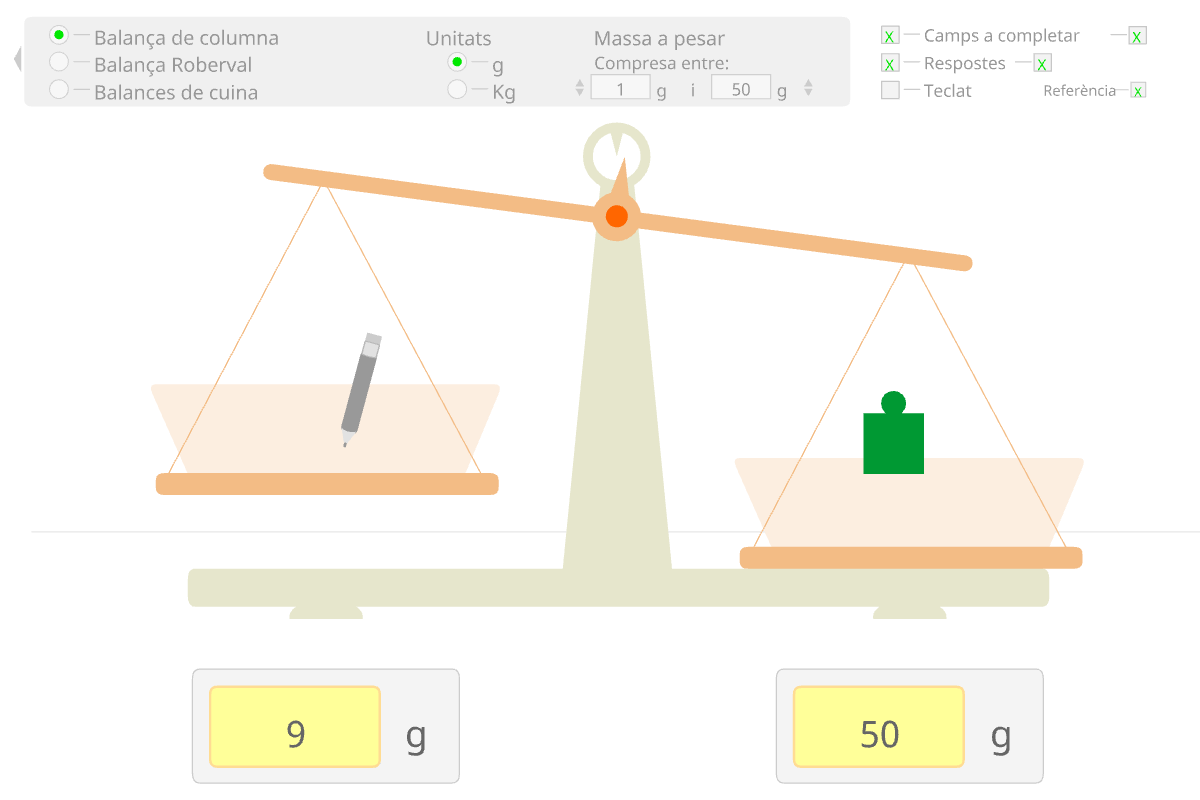 Balança de columna
Balança Roberval
Balances de cuina
Unitats
g
Kg
Massa a pesar
Compresa entre:
1 g i 50 g
x Camps a completar x
x Respostes x
Teclat
Referència x
9 g
50 g